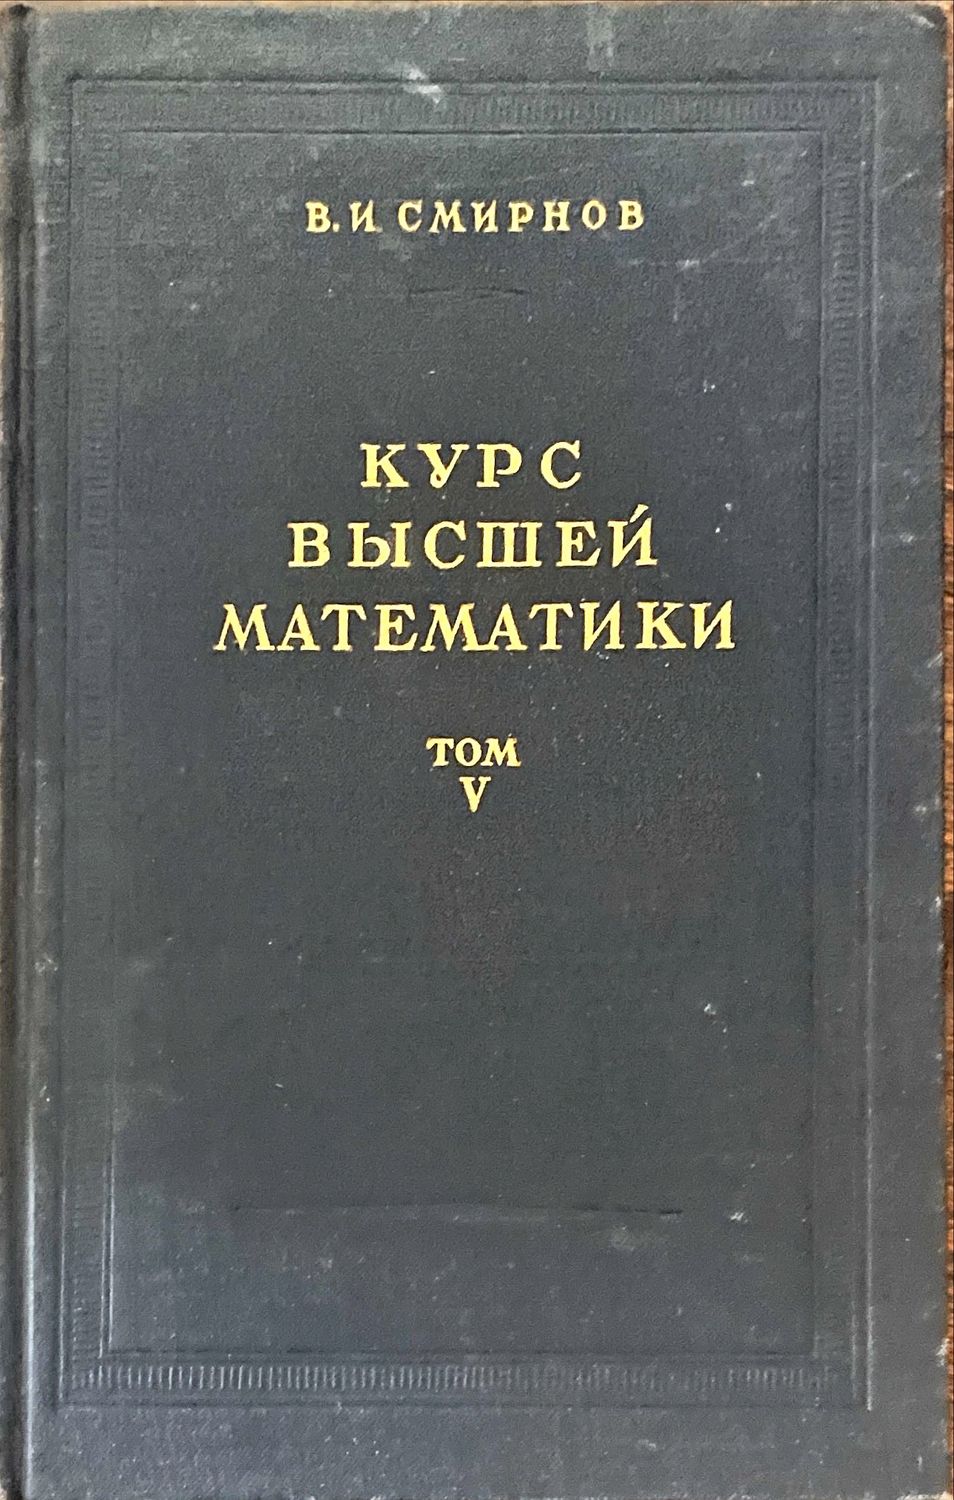 В. И. СМИРНОВ
КУРС
ВЫСШЕЙ
МАТЕМАТИКИ
ТОМ
V